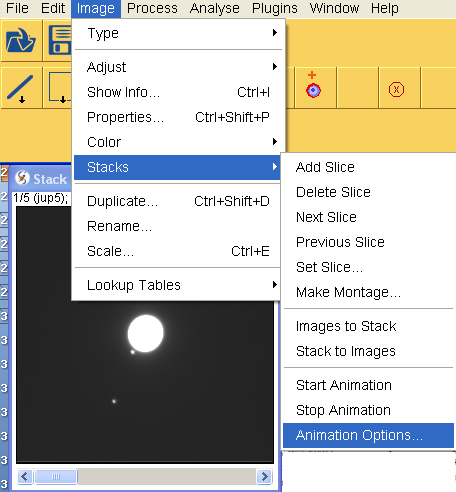 File Edit Image Process Analyse Plugins Window Help
Type
Adjust
Show Info... Ctrl+I
Properties... Ctrl+Shift+P
Color
Stacks
Duplicate... Ctrl+Shift+D
Rename...
Scale... Ctrl+E
Lookup Tables
Add Slice
Delete Slice
Next Slice
Previous Slice
Set Slice...
Make Montage...
Images to Stack
Stack to Images
Start Animation
Stop Animation
Animation Options...
Stack
1/5 (jup5);